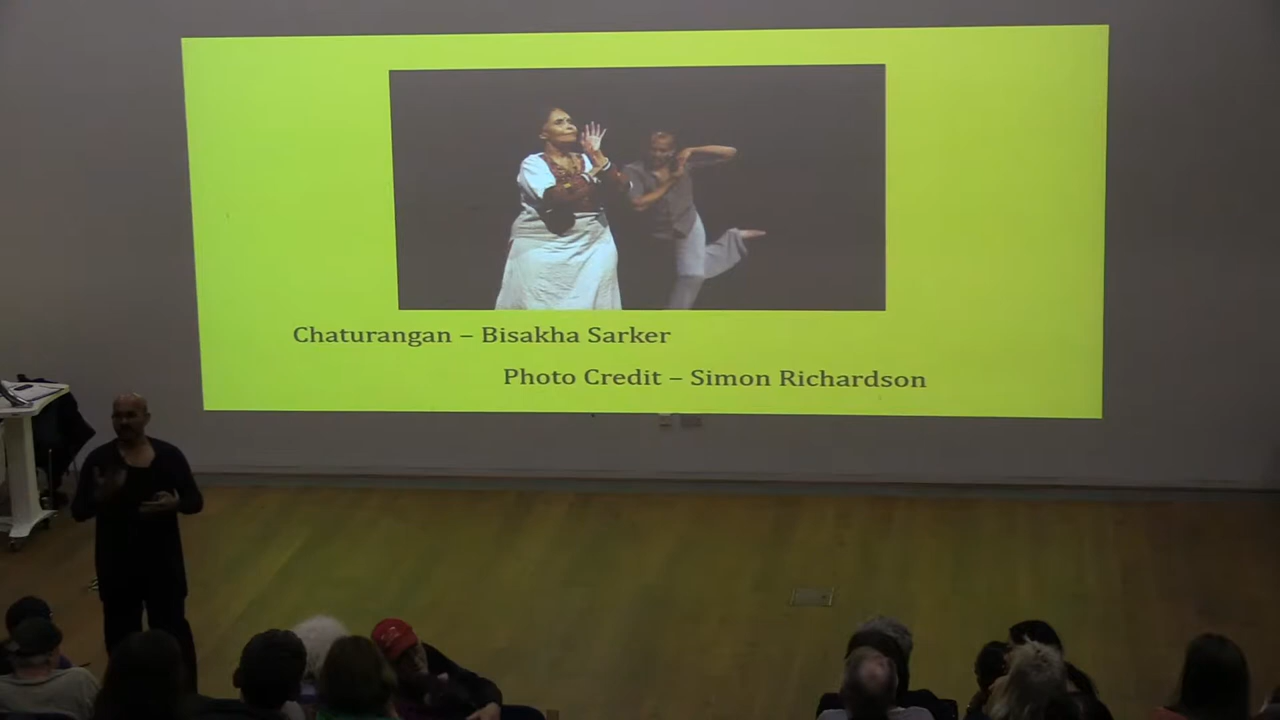 Chaturangan – Bisakha Sarker
Photo Credit – Simon Richardson